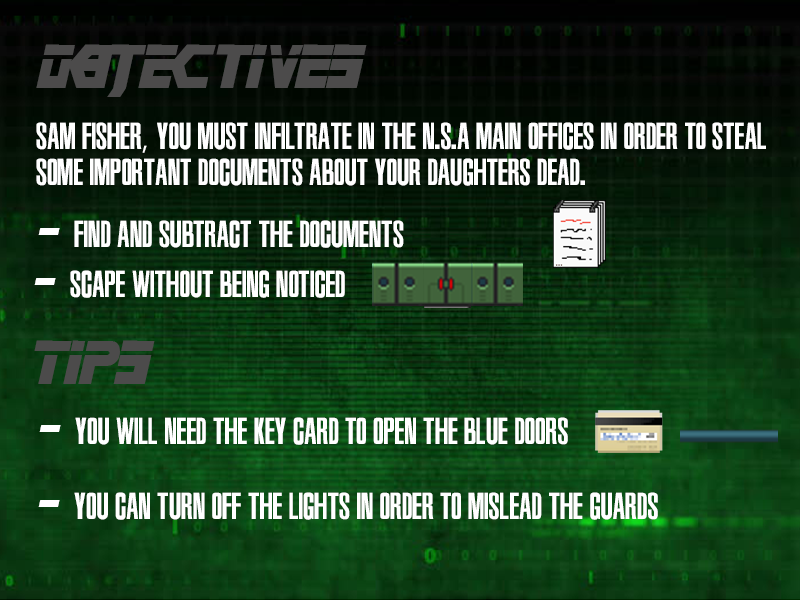 OBJECTIVES
SAM FISHER, YOU MUST INFILTRATE IN THE N.S.A MAIN OFFICES IN ORDER TO STEAL
SOME IMPORTANT DOCUMENTS ABOUT YOUR DAUGHTERS DEAD.
- FIND AND SUBTRACT THE DOCUMENTS
- SCAPE WITHOUT BEING NOTICED
TIPS
- YOU WILL NEED THE KEY CARD TO OPEN THE BLUE DOORS
- YOU CAN TURN OFF THE LIGHTS IN ORDER TO MISLEAD THE GUARDS